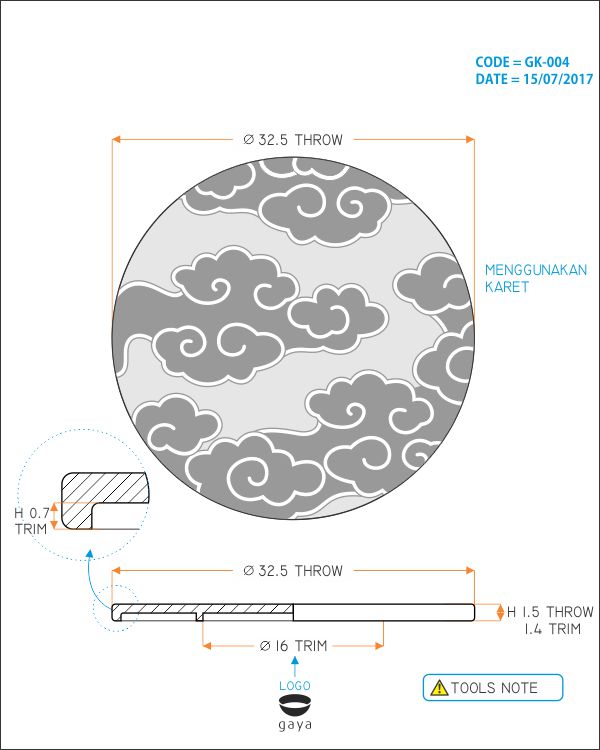 CODE = GK-004
DATE = 15/07/2017
Ø 32.5 THROW
MENGGUNAKAN
KARET
H 0.7
TRIM
Ø 32.5 THROW
H 1.5 THROW
1.4 TRIM
Ø 16 TRIM
LOGO
gaya
TOOLS NOTE